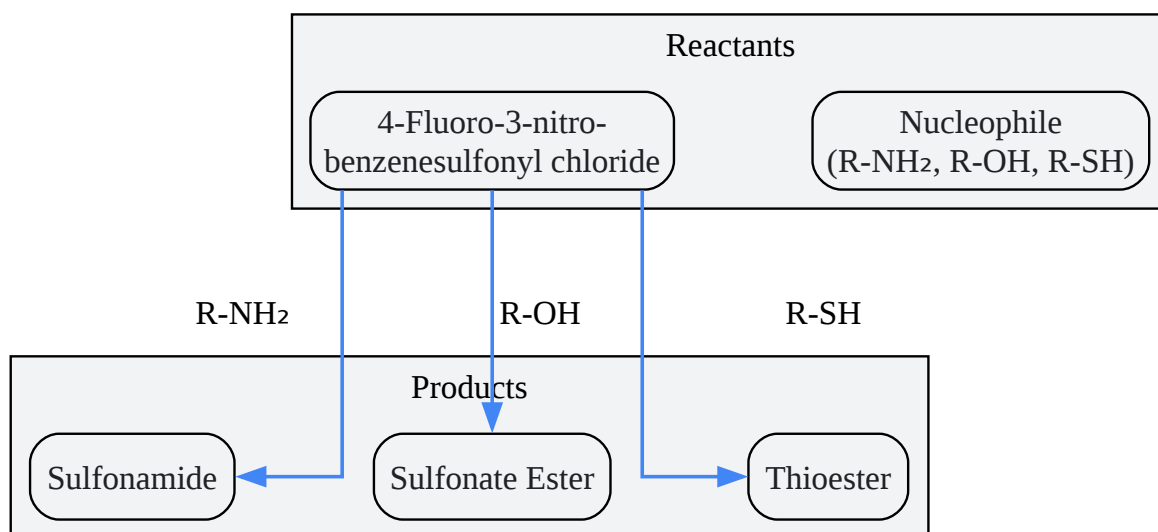 Reactants
4-Fluoro-3-nitro-
benzenesulfonyl chloride
Nucleophile
(R-NH₂, R-OH, R-SH)
R-NH₂
R-OH
R-SH
Products
Sulfonamide
Sulfonate Ester
Thioester